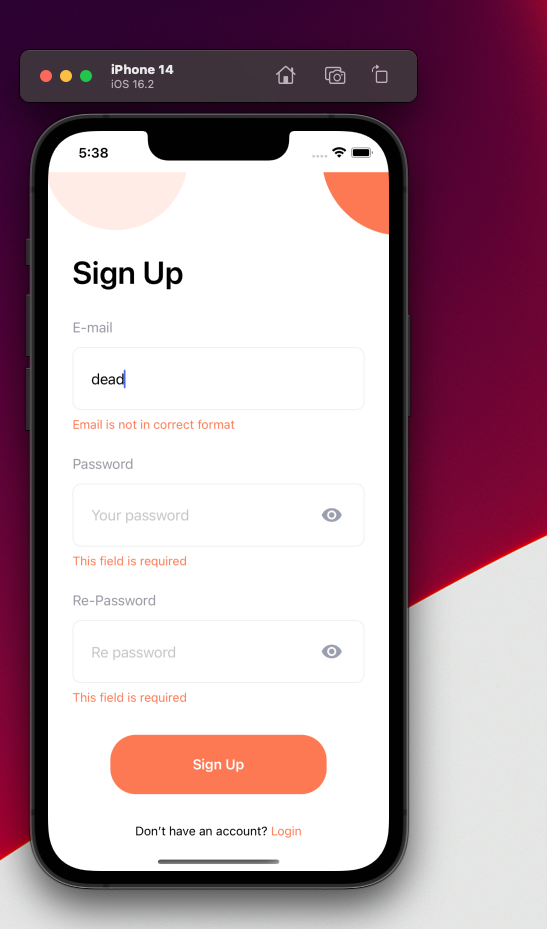 iPhone 14
iOS 16.2
5:38
Sign Up
E-mail
dead
Email is not in correct format
Password
Your password
This field is required
Re-Password
Re password
This field is required
Sign Up
Don't have an account? Login